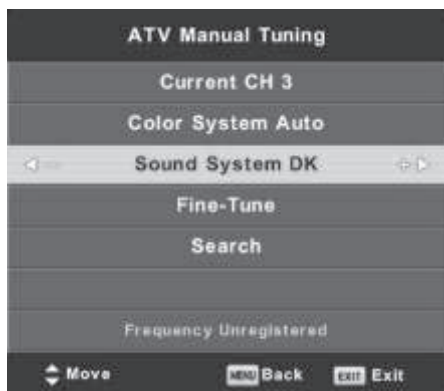 ATV Manual Tuning
Current CH 3
Color System Auto
Sound System DK
Fine-Tune
Search
Frequency Unregistered
Move MENU Back EXIT Exit